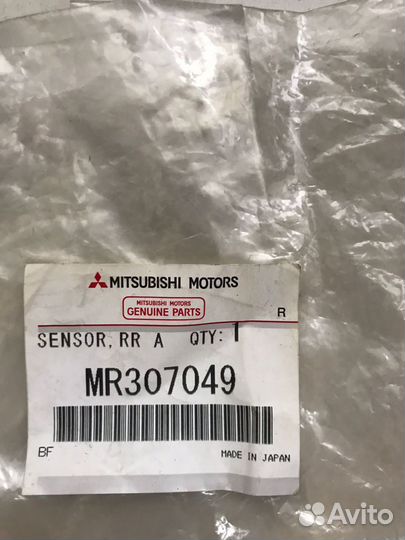 MITSUBISHI MOTORS
MITSUBISHI MOTORS
GENUINE PARTS
R
SENSOR, RR A QTY: 1
MR307049
BF MADE IN JAPAN
Avito